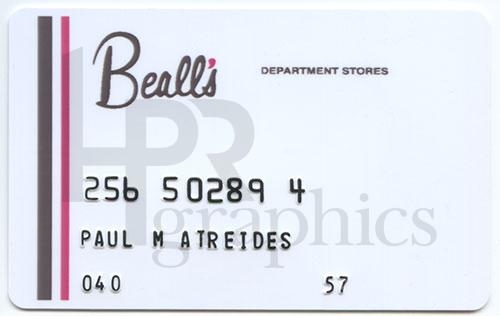 Beall's DEPARTMENT STORES
HPR
graphics
256 50289 4
PAUL M ATREIDES
040 57